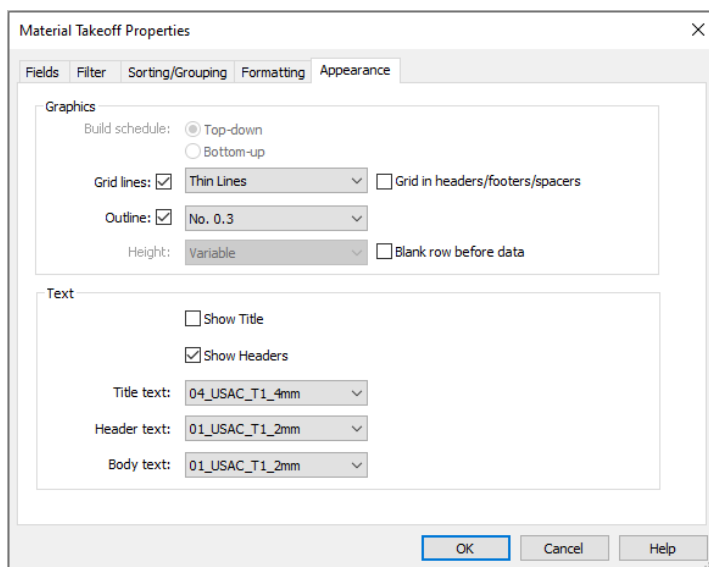 Material Takeoff Properties
Fields Filter Sorting/Grouping Formatting Appearance
Graphics
Build schedule: Top-down
Bottom-up
Grid lines: Thin Lines Grid in headers/footers/spacers
Outline: No. 0.3
Height: Variable Blank row before data
Text
Show Title
Show Headers
Title text: 04_USAC_T1_4mm
Header text: 01_USAC_T1_2mm
Body text: 01_USAC_T1_2mm
OK Cancel Help